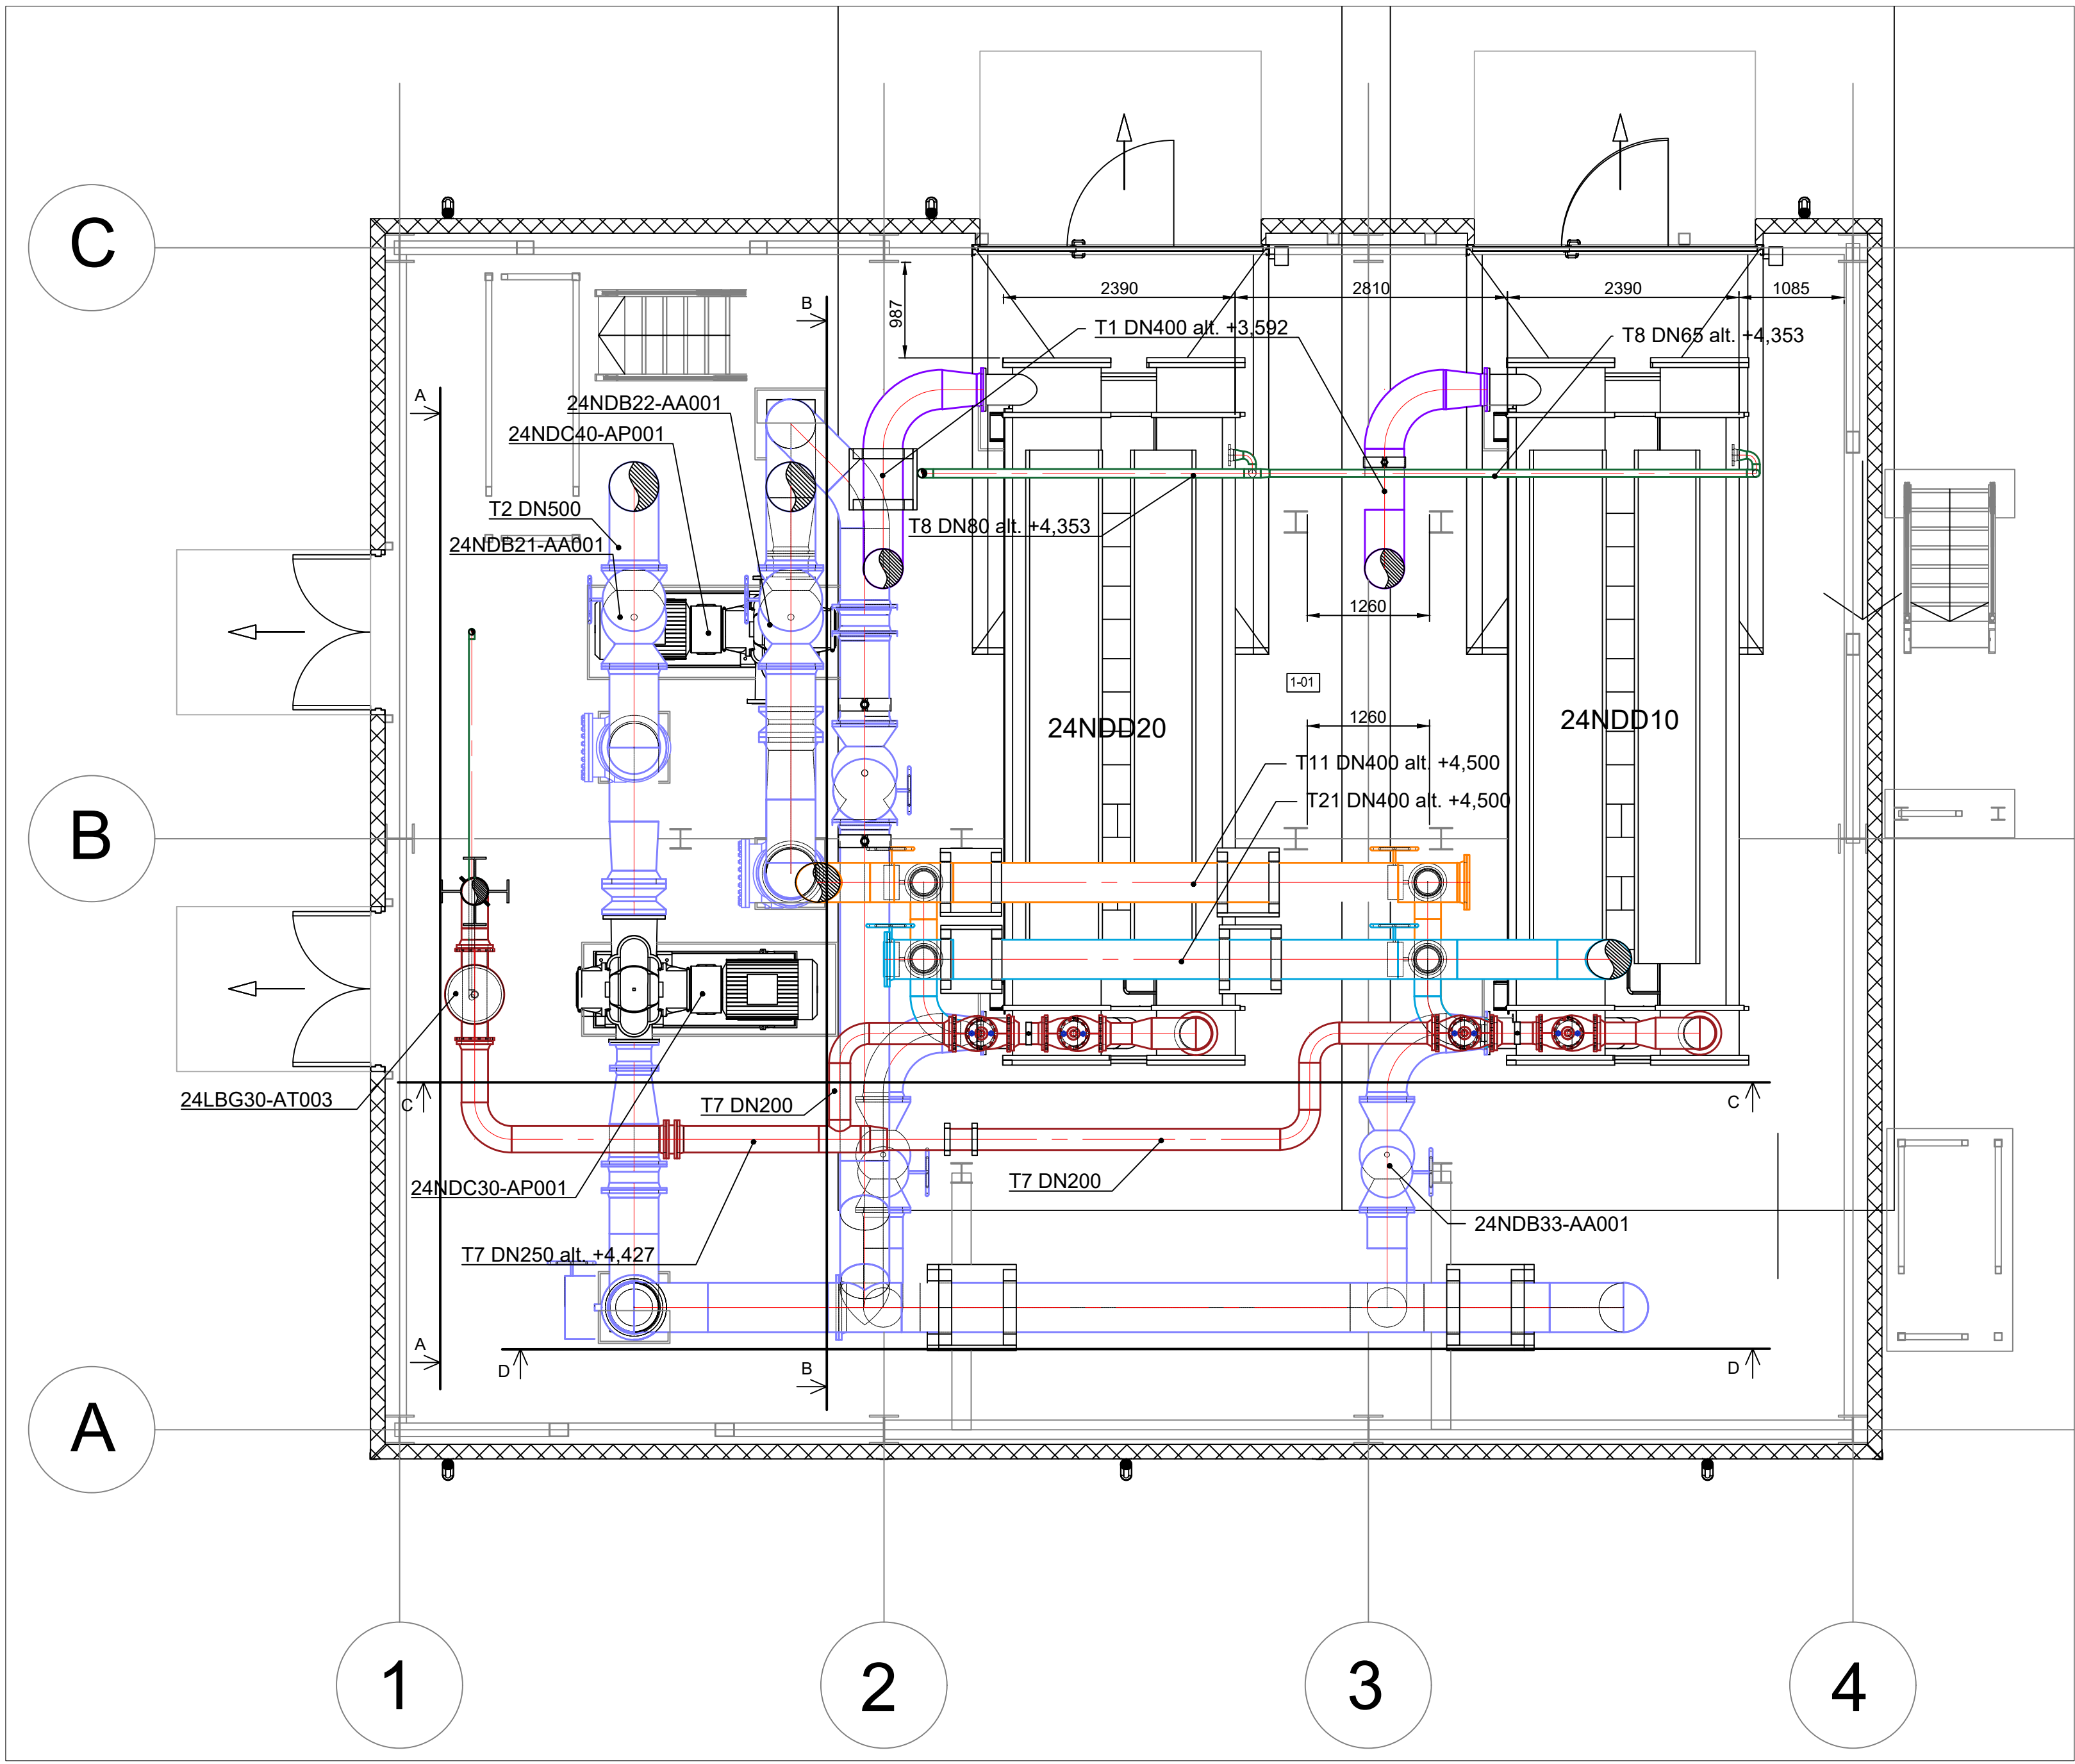 C
2390
2810
2390
1085
987
B
T1 DN400 alt. +3,592
T8 DN65 alt. +4,353
A
24NDB22-AA001
24NDC40-AP001
T2 DN500
T8 DN80 alt. +4,353
24NDB21-AA001
1260
1-01
1260
24NDD20
24NDD10
T11 DN400 alt. +4,500
T21 DN400 alt. +4,500
B
24LBG30-AT003
C
T7 DN200
C
24NDC30-AP001
T7 DN200
24NDB33-AA001
T7 DN250 alt. +4,427
A
D
B
D
A
1
2
3
4